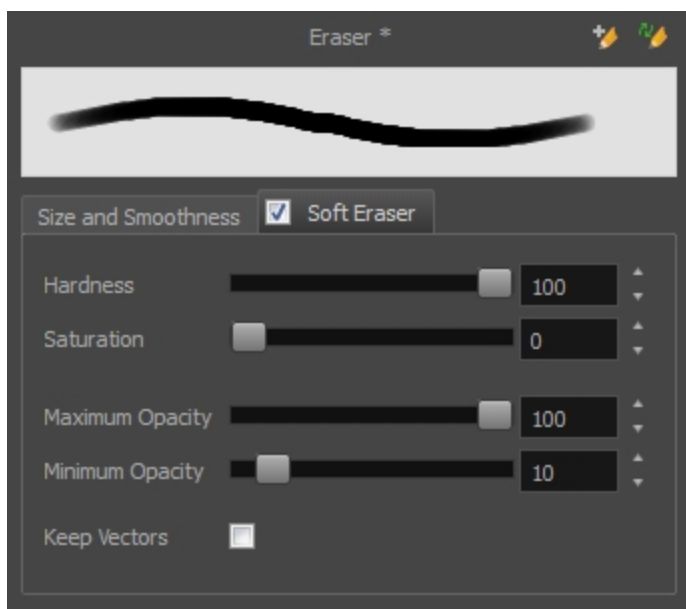 Eraser *
Size and Smoothness Soft Eraser
Hardness 100
Saturation 0
Maximum Opacity 100
Minimum Opacity 10
Keep Vectors